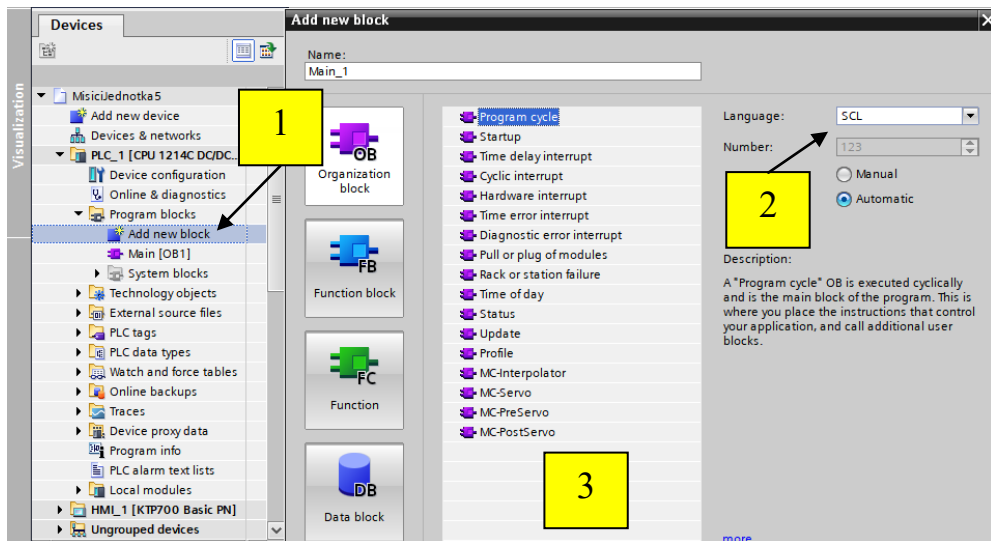 Visualization
Devices
MisiciJednotka5
Add new device
Devices & networks
PLC_1 [CPU 1214C DC/DC...
Device configuration
Online & diagnostics
Program blocks
Add new block
Main [OB1]
System blocks
Technology objects
External source files
PLC tags
PLC data types
Watch and force tables
Online backups
Traces
Device proxy data
Program info
PLC alarm text lists
Local modules
HMI_1 [KTP700 Basic PN]
Ungrouped devices
1
Add new block
Name:
Main_1
OB
Organization
block
FB
Function block
FC
Function
DB
Data block
Program cycle
Startup
Time delay interrupt
Cyclic interrupt
Hardware interrupt
Time error interrupt
Diagnostic error interrupt
Pull or plug of modules
Rack or station failure
Time of day
Status
Update
Profile
MC-Interpolator
MC-Servo
MC-PreServo
MC-PostServo
3
Language:
SCL
Number:
123
Manual
Automatic
2
Description:
A "Program cycle" OB is executed cyclically
and is the main block of the program. This is
where you place the instructions that control
your application, and call additional user
blocks.
more